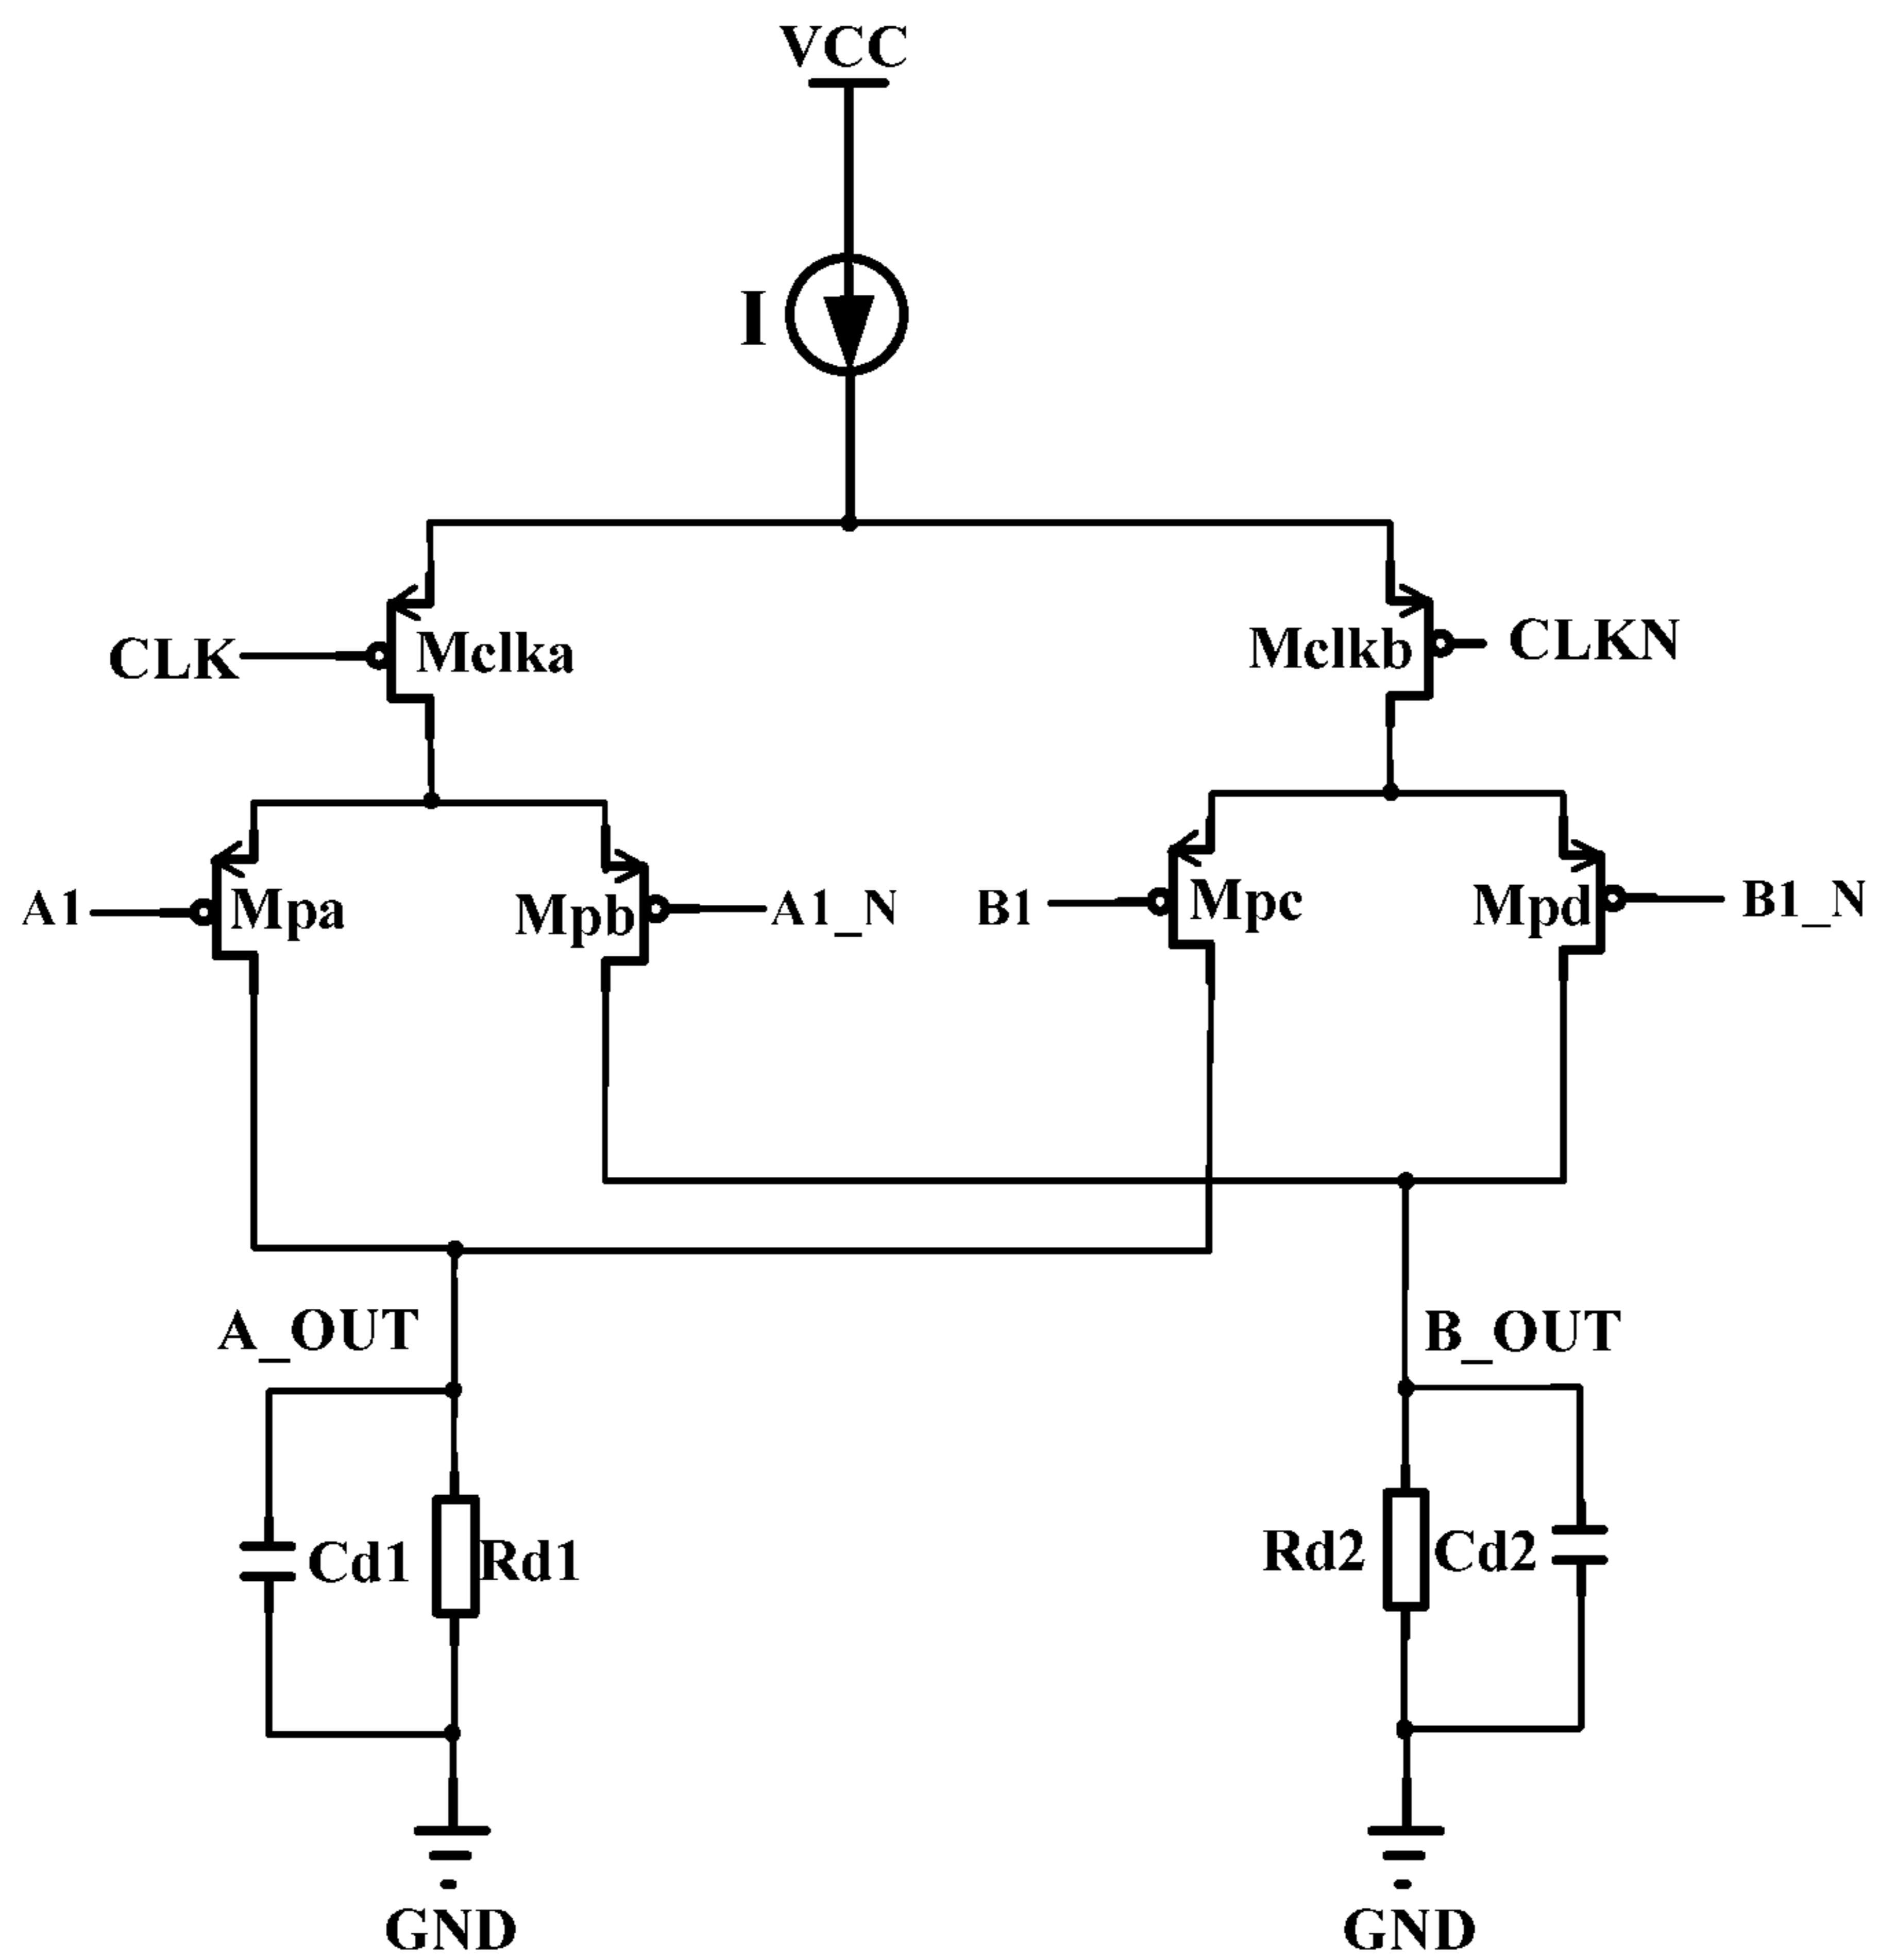 VCC
I
CLK
Mclka
Mclkb
CLKN
A1
Mpa
Mpb
A1_N
B1
Mpc
Mpd
B1_N
A_OUT
B_OUT
Cd1
Rd1
Rd2
Cd2
GND
GND